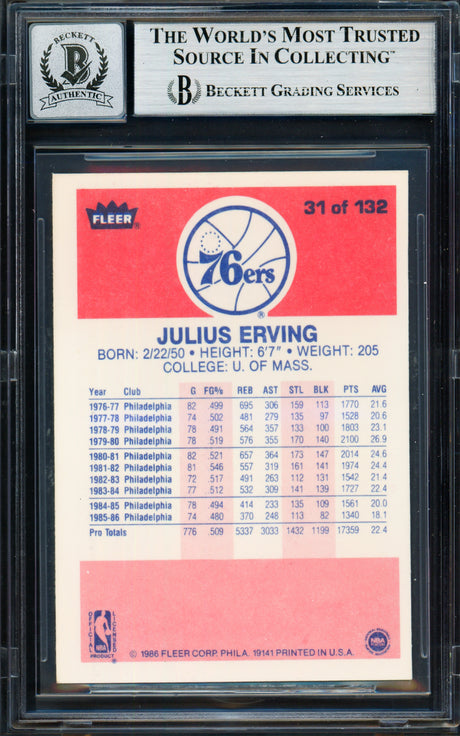 BECKETT
B
AUTHENTIC
THE WORLD'S MOST TRUSTED
SOURCE IN COLLECTING™
B BECKETT GRADING SERVICES
FLEER®
31 of 132
76ers
®
JULIUS ERVING
BORN: 2/22/50 • HEIGHT: 6'7" • WEIGHT: 205
COLLEGE: U. OF MASS.
Year Club G FG% REB AST STL BLK PTS AVG
1976-77 Philadelphia 82 .499 695 306 159 113 1770 21.6
1977-78 Philadelphia 74 .502 481 279 135 97 1528 20.6
1978-79 Philadelphia 78 .491 564 357 133 100 1803 23.1
1979-80 Philadelphia 78 .519 576 355 170 140 2100 26.9
1980-81 Philadelphia 82 .521 657 364 173 147 2014 24.6
1981-82 Philadelphia 81 .546 557 319 161 141 1974 24.4
1982-83 Philadelphia 72 .517 491 263 112 131 1542 21.4
1983-84 Philadelphia 77 .512 532 309 141 139 1727 22.4
1984-85 Philadelphia 78 .494 414 233 135 109 1561 20.0
1985-86 Philadelphia 74 .480 370 248 113 82 1340 18.1
Pro Totals 776 .509 5337 3033 1432 1199 17359 22.4
OFFICIAL LICENSED
NBA
PRODUCT
NBA
© 1986 FLEER CORP. PHILA. 19141 PRINTED IN U.S.A.